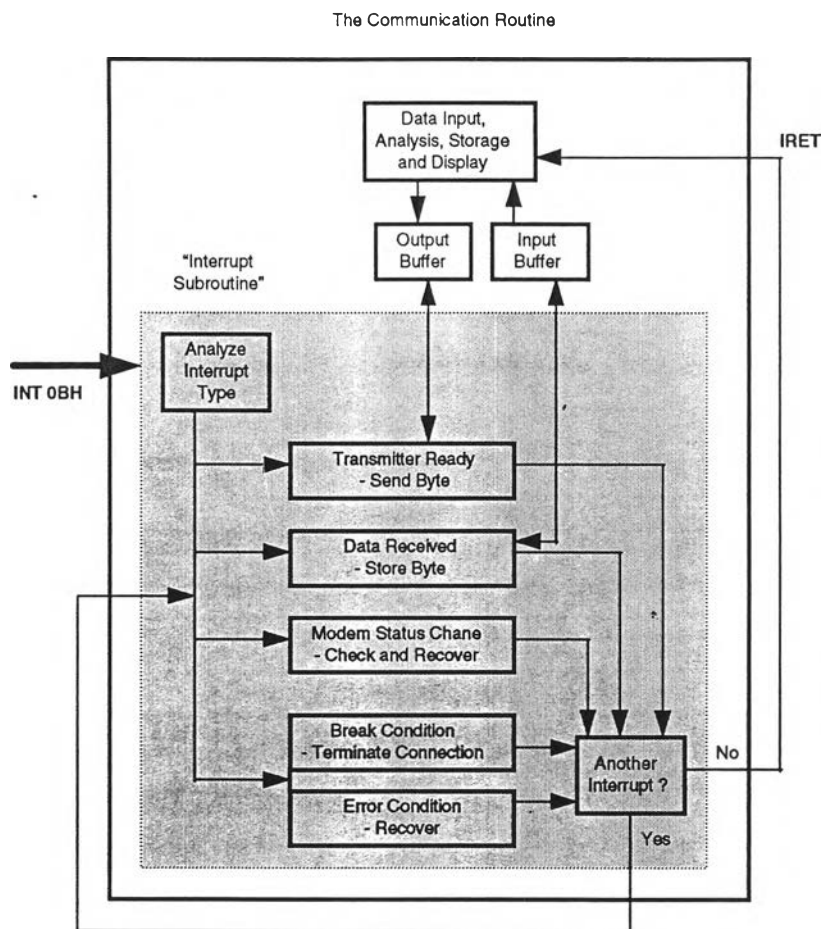 The Communication Routine
Data Input,
Analysis, Storage
and Display
IRET
Output
Buffer
Input
Buffer
"Interrupt
Subroutine"
Analyze
Interrupt
Type
INT 0BH
Transmitter Ready
- Send Byte
Data Received
- Store Byte
Modem Status Chane
- Check and Recover
Break Condition
- Terminate Connection
Another
Interrupt ?
No
Error Condition
- Recover
Yes